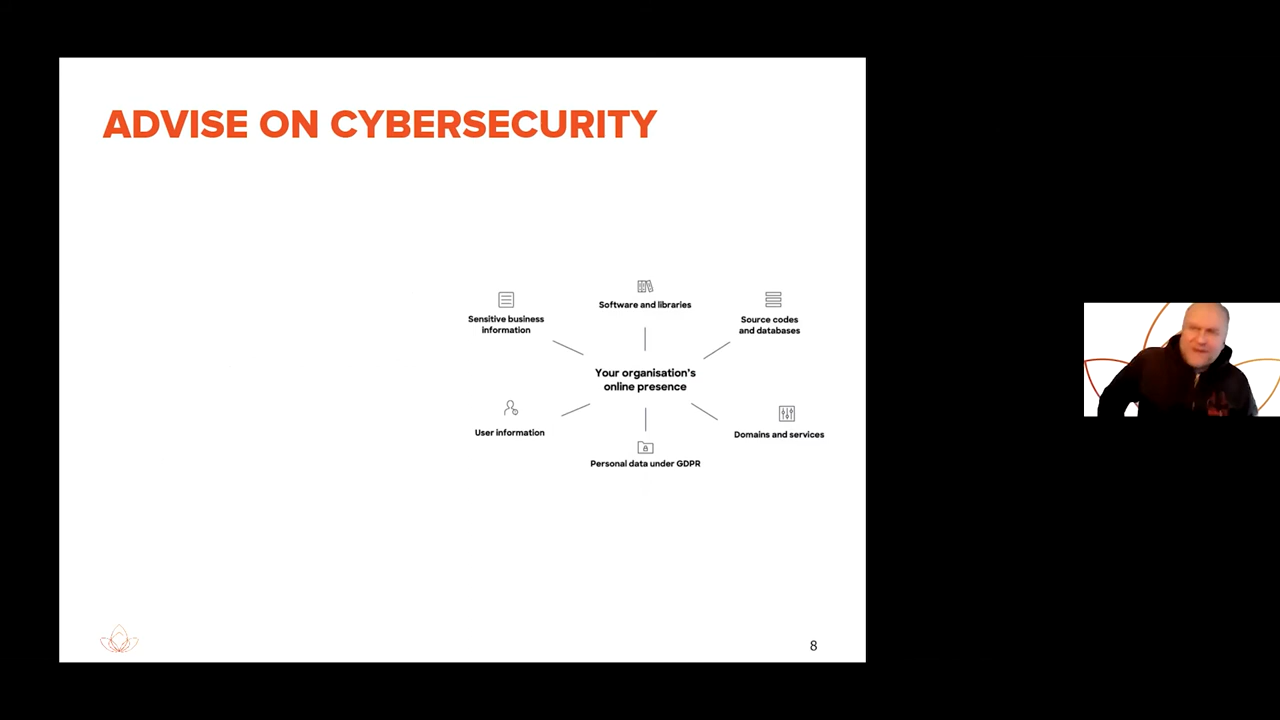 ADVISE ON CYBERSECURITY
Software and libraries
Sensitive business
information
Source codes
and databases
Your organisation's
online presence
User information
Domains and services
Personal data under GDPR
8